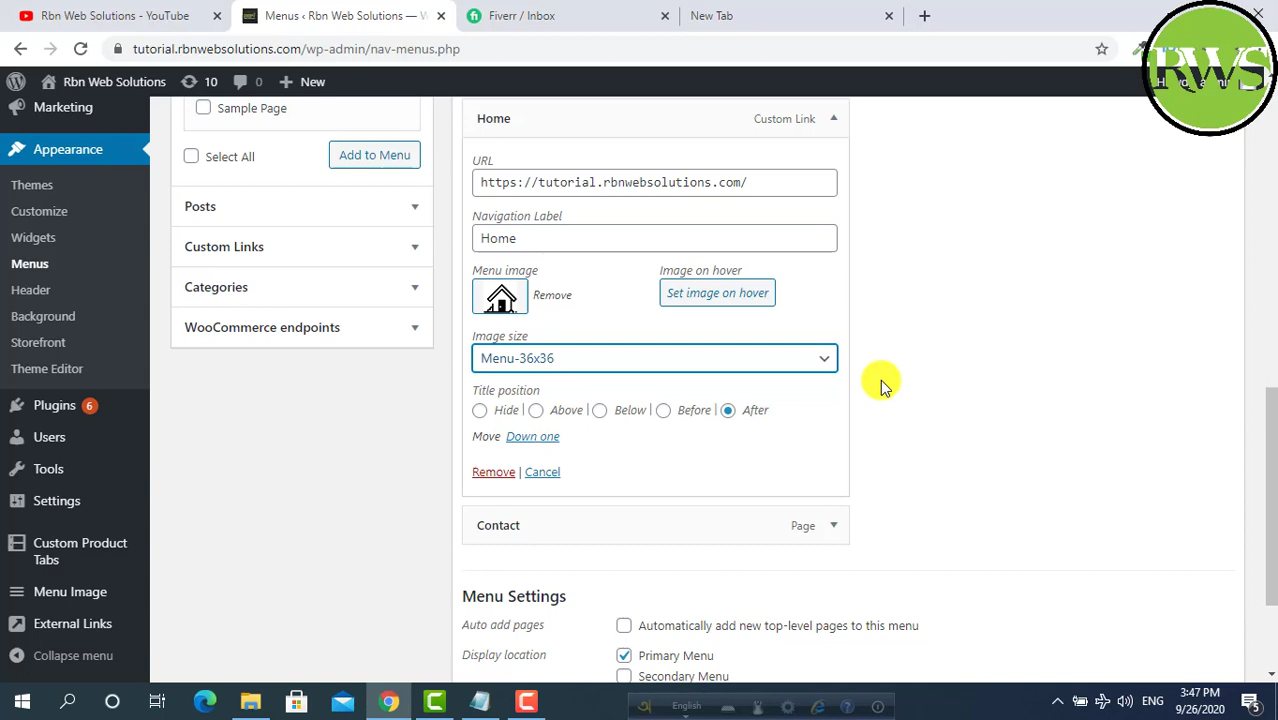 Rbn Web Solutions - YouTube
Menus ‹ Rbn Web Solutions — W
Fiverr / Inbox
New Tab
tutorial.rbnwebsolutions.com/wp-admin/nav-menus.php
RWS
Rbn Web Solutions
10
0
New
Marketing
Appearance
Themes
Customize
Widgets
Menus
Header
Background
Storefront
Theme Editor
Plugins 6
Users
Tools
Settings
Custom Product
Tabs
Menu Image
External Links
Collapse menu
Sample Page
Select All
Add to Menu
Posts
Custom Links
Categories
WooCommerce endpoints
Home
Custom Link
URL
https://tutorial.rbnwebsolutions.com/
Navigation Label
Home
Menu image
Image on hover
Remove
Set image on hover
Image size
Menu-36x36
Title position
Hide | Above | Below | Before | After
Move Down one
Remove | Cancel
Contact
Page
Menu Settings
Auto add pages
Automatically add new top-level pages to this menu
Display location
Primary Menu
Secondary Menu
English
ENG
3:47 PM
9/26/2020
5